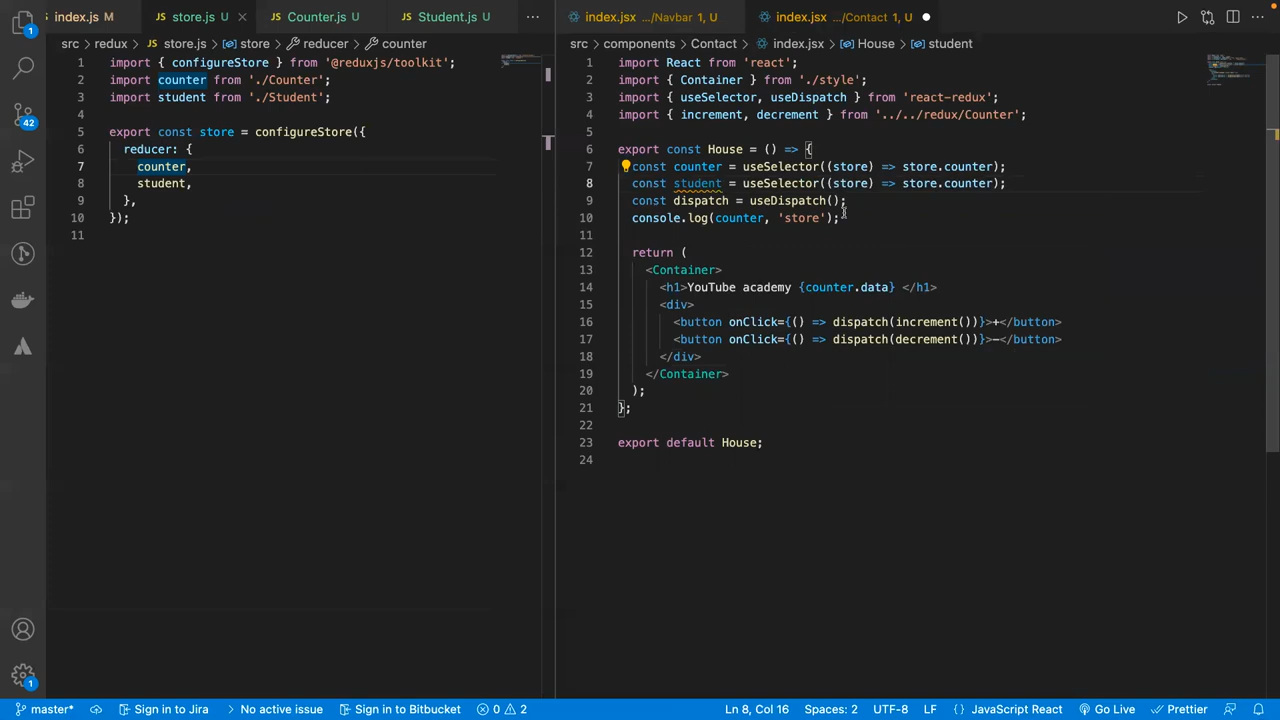 index.js M
store.js
Counter.js U
Student.js U
index.jsx .../Navbar 1, U
index.jsx .../Contact 1, U
src > redux > store.js > store > reducer > counter
1 import { configureStore } from '@reduxjs/toolkit';
2 import counter from './Counter';
3 import student from './Student';
4
5 export const store = configureStore({
6 reducer: {
7 counter,
8 student,
9 },
10 });
11
src > components > Contact > index.jsx > House > student
1 import React from 'react';
2 import { Container } from './style';
3 import { useSelector, useDispatch } from 'react-redux';
4 import { increment, decrement } from '../../redux/Counter';
5
6 export const House = () => {
7 const counter = useSelector((store) => store.counter);
8 const student = useSelector((store) => store.counter);
9 const dispatch = useDispatch();
10 console.log(counter, 'store');
11
12 return (
13 <Container>
14 <h1>YouTube academy {counter.data} </h1>
15 <div>
16 <button onClick={() => dispatch(increment())}>+</button>
17 <button onClick={() => dispatch(decrement())}>-</button>
18 </div>
19 </Container>
20 );
21 };
22
23 export default House;
24
1
42
1
master* Sign in to Jira No active issue Sign in to Bitbucket 0 2 Ln 8, Col 16 Spaces: 2 UTF-8 LF JavaScript React Go Live Prettier